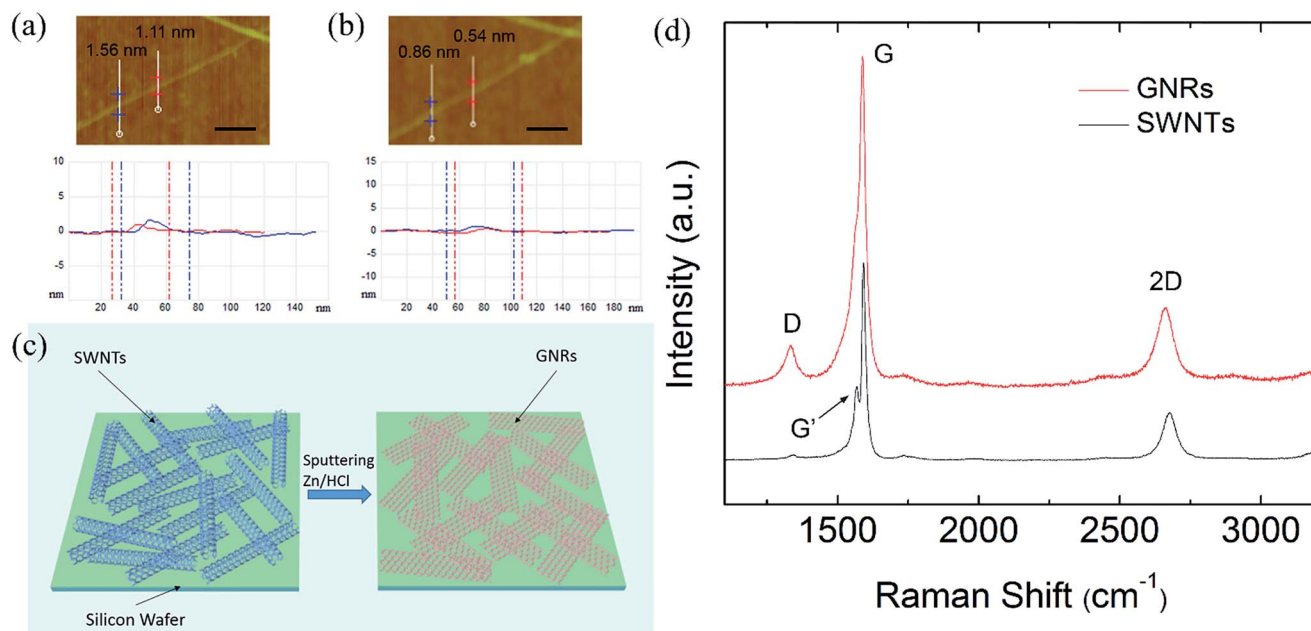 (a)
1.56 nm
1.11 nm
10
5
0
-5
nm
20
40
60
80
100
120
140
nm
(b)
0.86 nm
0.54 nm
15
10
5
0
-5
-10
nm
0
20
40
60
80
100
120
140
160
180
nm
(c)
SWNTs
GNRs
Sputtering
Zn/HCl
Silicon Wafer
(d)
G
GNRs
SWNTs
D
2D
G'
Intensity (a.u.)
1500
2000
2500
3000
Raman Shift (cm⁻¹)